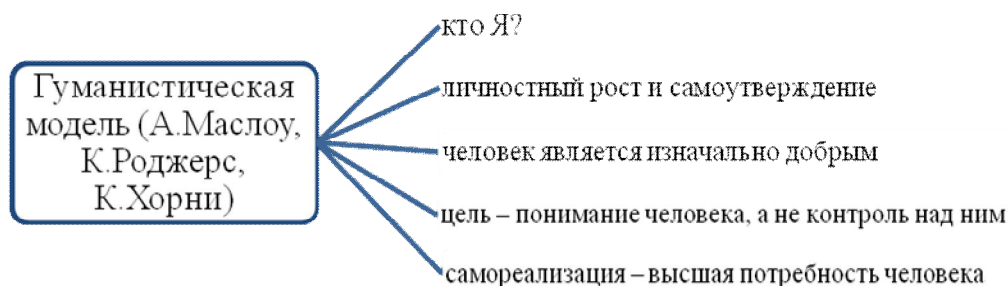 Гуманистическая
модель (А.Маслоу,
К.Роджерс,
К.Хорни)
кто Я?
личностный рост и самоутверждение
человек является изначально добрым
цель – понимание человека, а не контроль над ним
самореализация – высшая потребность человека